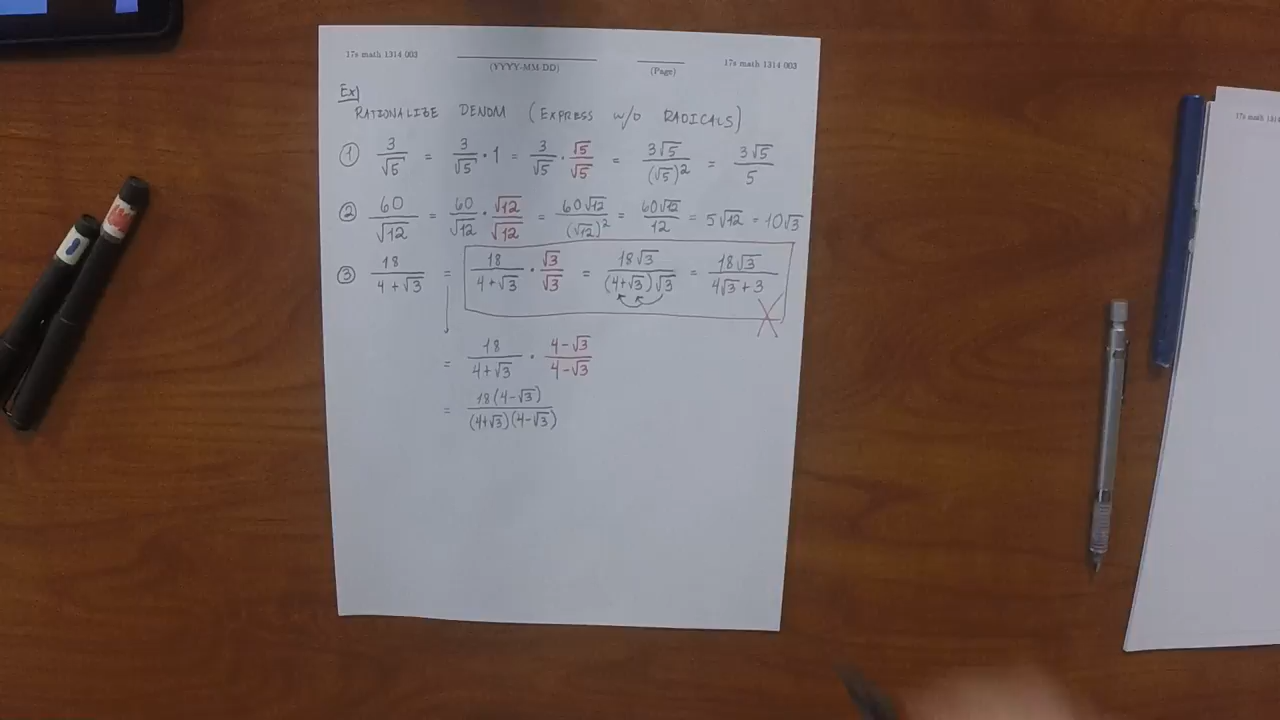 17s math 1314 003 (YYYY-MM-DD) (Page) 17s math 1314 003
Ex)
RATIONALIZE DENOM (EXPRESS W/O RADICALS)
① 3/√5 = 3/√5 · 1 = 3/√5 · √5/√5 = 3√5/(√5)² = 3√5/5
② 60/√12 = 60/√12 · √12/√12 = 60√12/(√12)² = 60√12/12 = 5√12 = 10√3
③ 18/(4+√3) = 18/(4+√3) · √3/√3 = 18√3/((4+√3)√3) = 18√3/(4√3+3)
= 18/(4+√3) · (4-√3)/(4-√3)
= 18(4-√3)/((4+√3)(4-√3))
17s math 1314